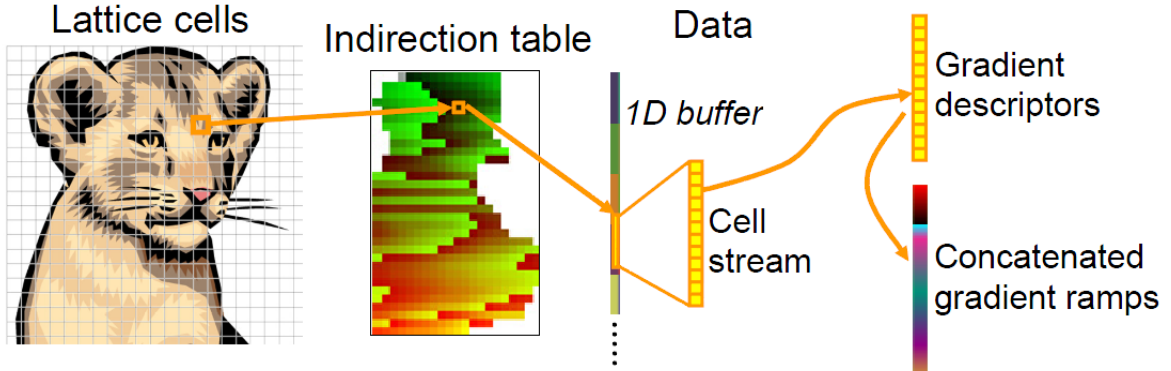 Lattice cells
Indirection table
Data
1D buffer
Cell
stream
Gradient
descriptors
Concatenated
gradient ramps